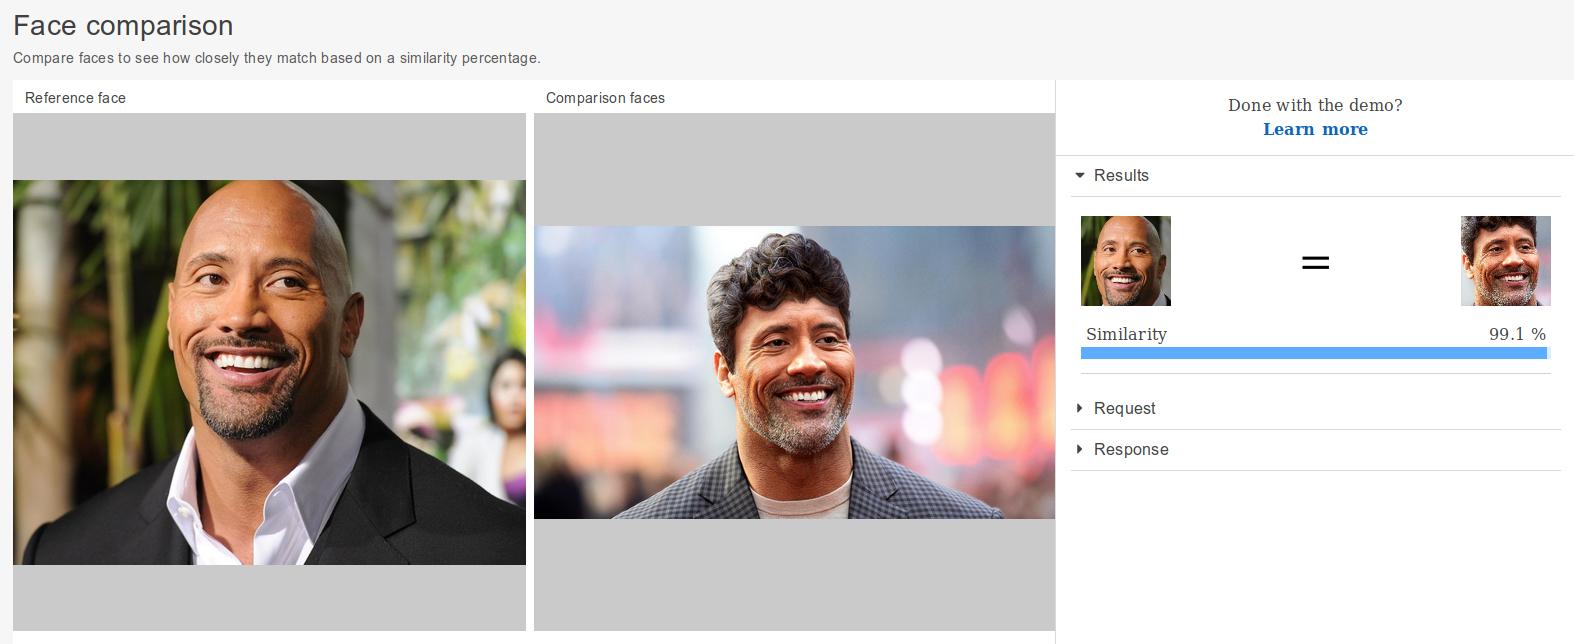 Face comparison
Compare faces to see how closely they match based on a similarity percentage.
Reference face
Comparison faces
Done with the demo?
Learn more
Results
=
Similarity 99.1 %
Request
Response